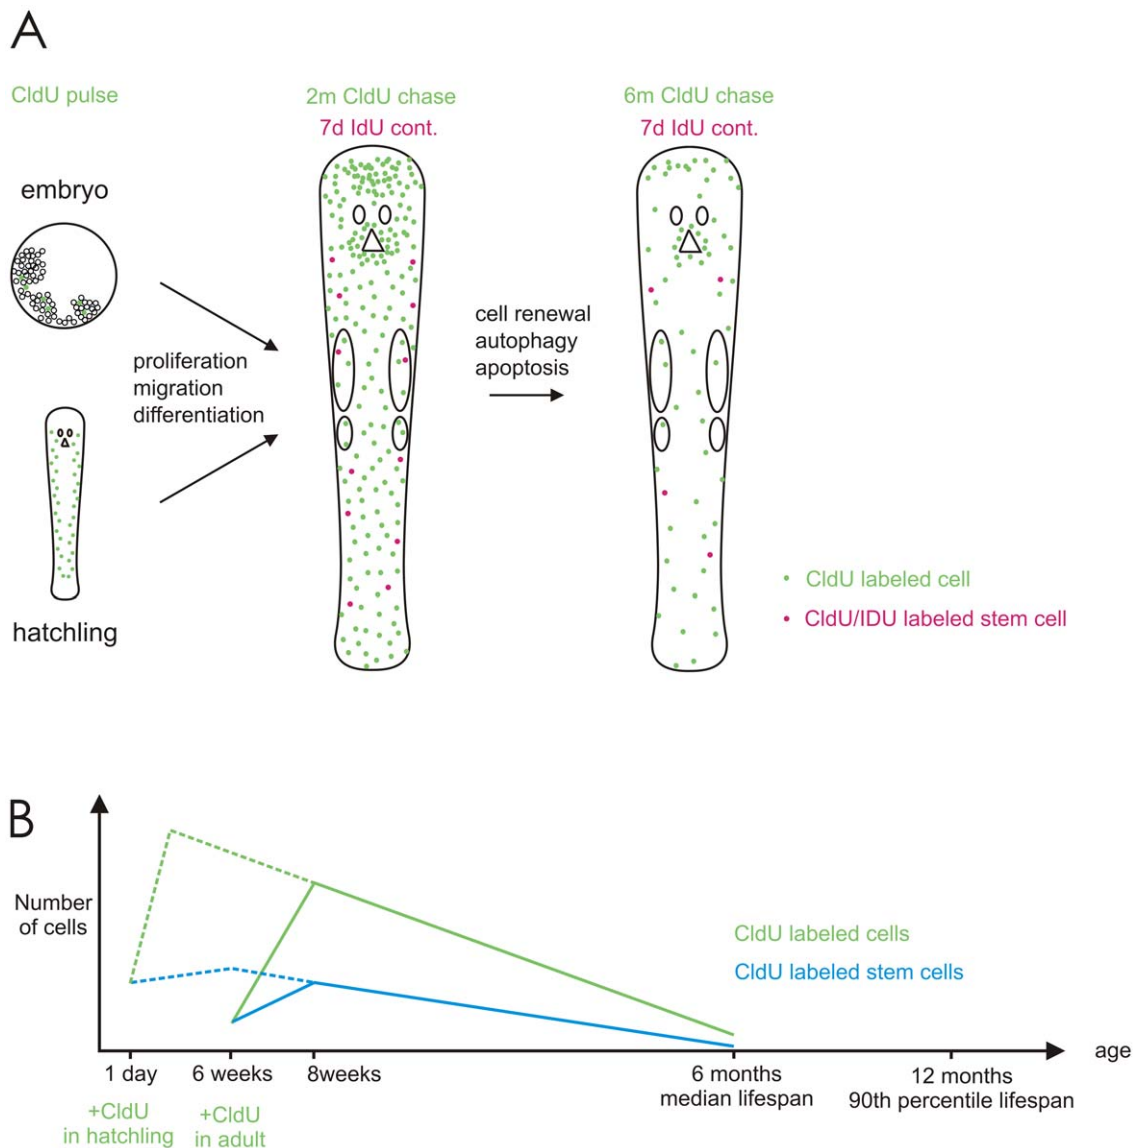 A
CldU pulse
2m CldU chase
7d IdU cont.
6m CldU chase
7d IdU cont.
embryo
proliferation
migration
differentiation
cell renewal
autophagy
apoptosis
hatchling
CldU labeled cell
CldU/IDU labeled stem cell
B
Number
of cells
CldU labeled cells
CldU labeled stem cells
age
1 day
6 weeks
8weeks
6 months
median lifespan
12 months
90th percentile lifespan
+CldU
in hatchling
+CldU
in adult